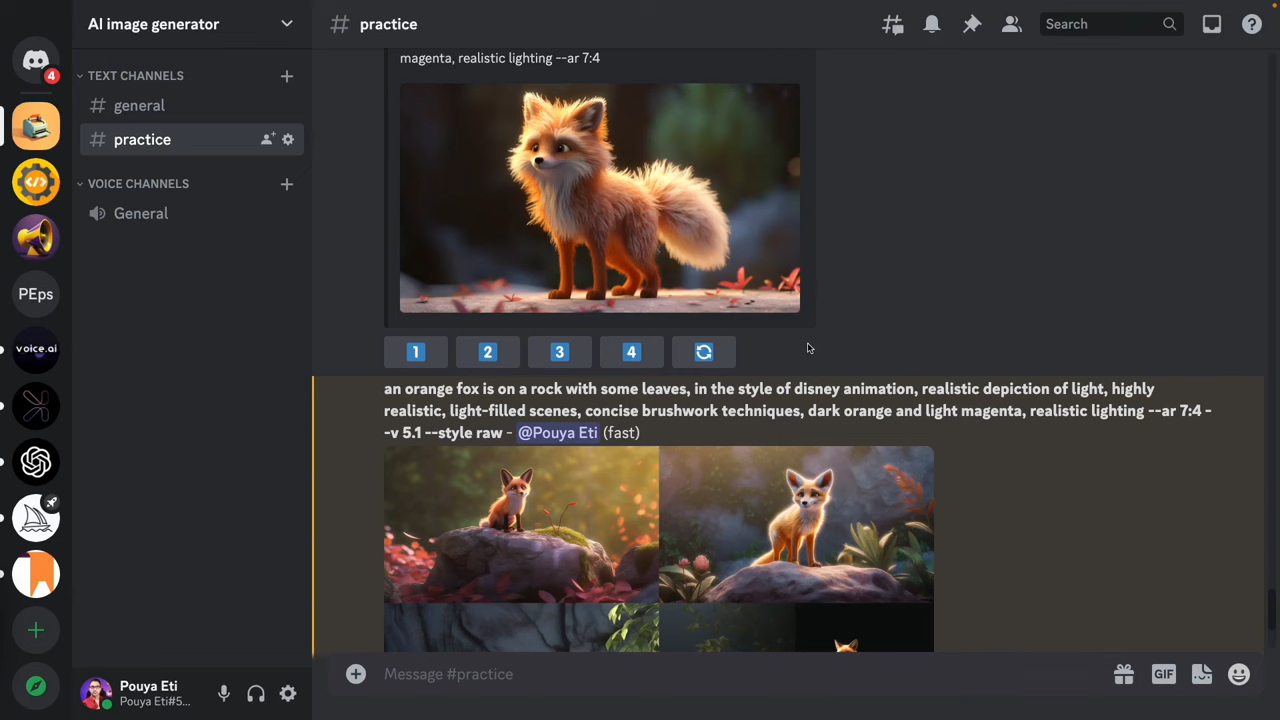 AI image generator
practice
Search
4
TEXT CHANNELS
general
practice
VOICE CHANNELS
General
PEps
voice.ai
magenta, realistic lighting --ar 7:4
1 2 3 4
an orange fox is on a rock with some leaves, in the style of disney animation, realistic depiction of light, highly
realistic, light-filled scenes, concise brushwork techniques, dark orange and light magenta, realistic lighting --ar 7:4 -
-v 5.1 --style raw - @Pouya Eti (fast)
Message #practice
GIF
Pouya Eti
Pouya Eti#5...